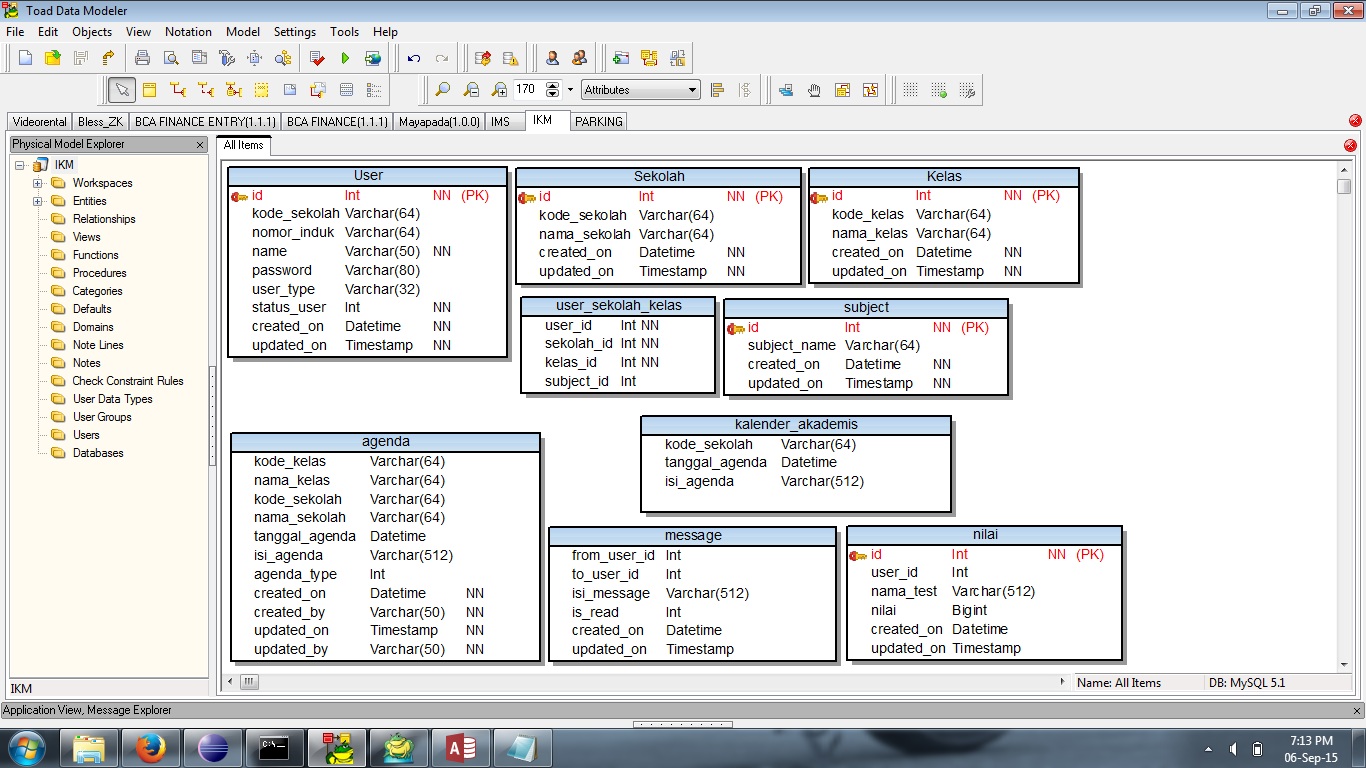 Toad Data Modeler
File Edit Objects View Notation Model Settings Tools Help
170 Attributes
Videorental Bless_ZK BCA FINANCE ENTRY(1.1.1) BCA FINANCE(1.1.1) Mayapada(1.0.0) IMS IKM PARKING
Physical Model Explorer
IKM
Workspaces
Entities
Relationships
Views
Functions
Procedures
Categories
Defaults
Domains
Note Lines
Notes
Check Constraint Rules
User Data Types
User Groups
Users
Databases
IKM
All Items
User
id Int NN (PK)
kode_sekolah Varchar(64)
nomor_induk Varchar(64)
name Varchar(50) NN
password Varchar(80)
user_type Varchar(32)
status_user Int NN
created_on Datetime NN
updated_on Timestamp NN
Sekolah
id Int NN (PK)
kode_sekolah Varchar(64)
nama_sekolah Varchar(64)
created_on Datetime NN
updated_on Timestamp NN
Kelas
id Int NN (PK)
kode_kelas Varchar(64)
nama_kelas Varchar(64)
created_on Datetime NN
updated_on Timestamp NN
user_sekolah_kelas
user_id Int NN
sekolah_id Int NN
kelas_id Int NN
subject_id Int
subject
id Int NN (PK)
subject_name Varchar(64)
created_on Datetime NN
updated_on Timestamp NN
agenda
kode_kelas Varchar(64)
nama_kelas Varchar(64)
kode_sekolah Varchar(64)
nama_sekolah Varchar(64)
tanggal_agenda Datetime
isi_agenda Varchar(512)
agenda_type Int
created_on Datetime NN
created_by Varchar(50) NN
updated_on Timestamp NN
updated_by Varchar(50) NN
kalender_akademis
kode_sekolah Varchar(64)
tanggal_agenda Datetime
isi_agenda Varchar(512)
message
from_user_id Int
to_user_id Int
isi_message Varchar(512)
is_read Int
created_on Datetime
updated_on Timestamp
nilai
id Int NN (PK)
user_id Int
nama_test Varchar(512)
nilai Bigint
created_on Datetime
updated_on Timestamp
Name: All Items DB: MySQL 5.1
Application View, Message Explorer
C:\
7:13 PM
06-Sep-15